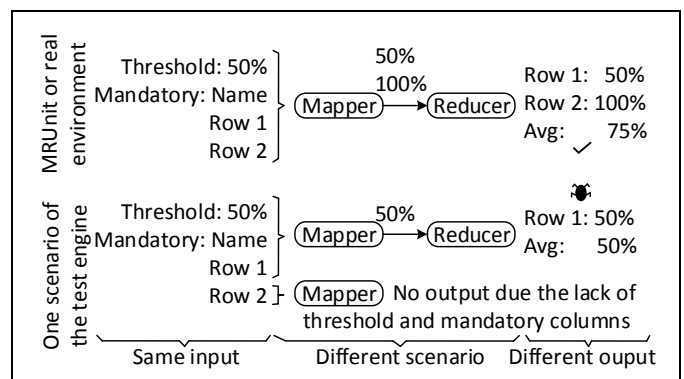 MRUnit or real
environment
Threshold: 50%
Mandatory: Name
Row 1
Row 2
Mapper
50%
100%
Reducer
Row 1: 50%
Row 2: 100%
Avg: 75%
One scenario of
the test engine
Threshold: 50%
Mandatory: Name
Row 1
Row 2
Mapper
50%
Reducer
Row 1: 50%
Avg: 50%
Mapper
No output due the lack of
threshold and mandatory columns
Same input
Different scenario
Different ouput